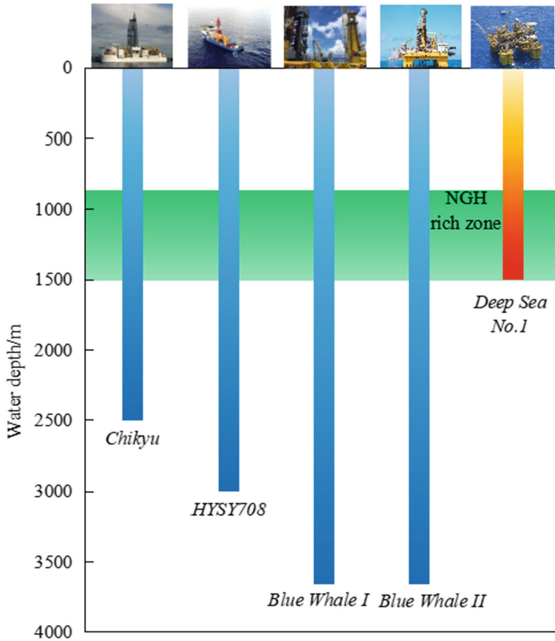 0
500
1000
1500
2000
2500
3000
3500
4000
Water depth/m
NGH
rich zone
Deep Sea
No.1
Chikyu
HYSY708
Blue Whale I
Blue Whale II